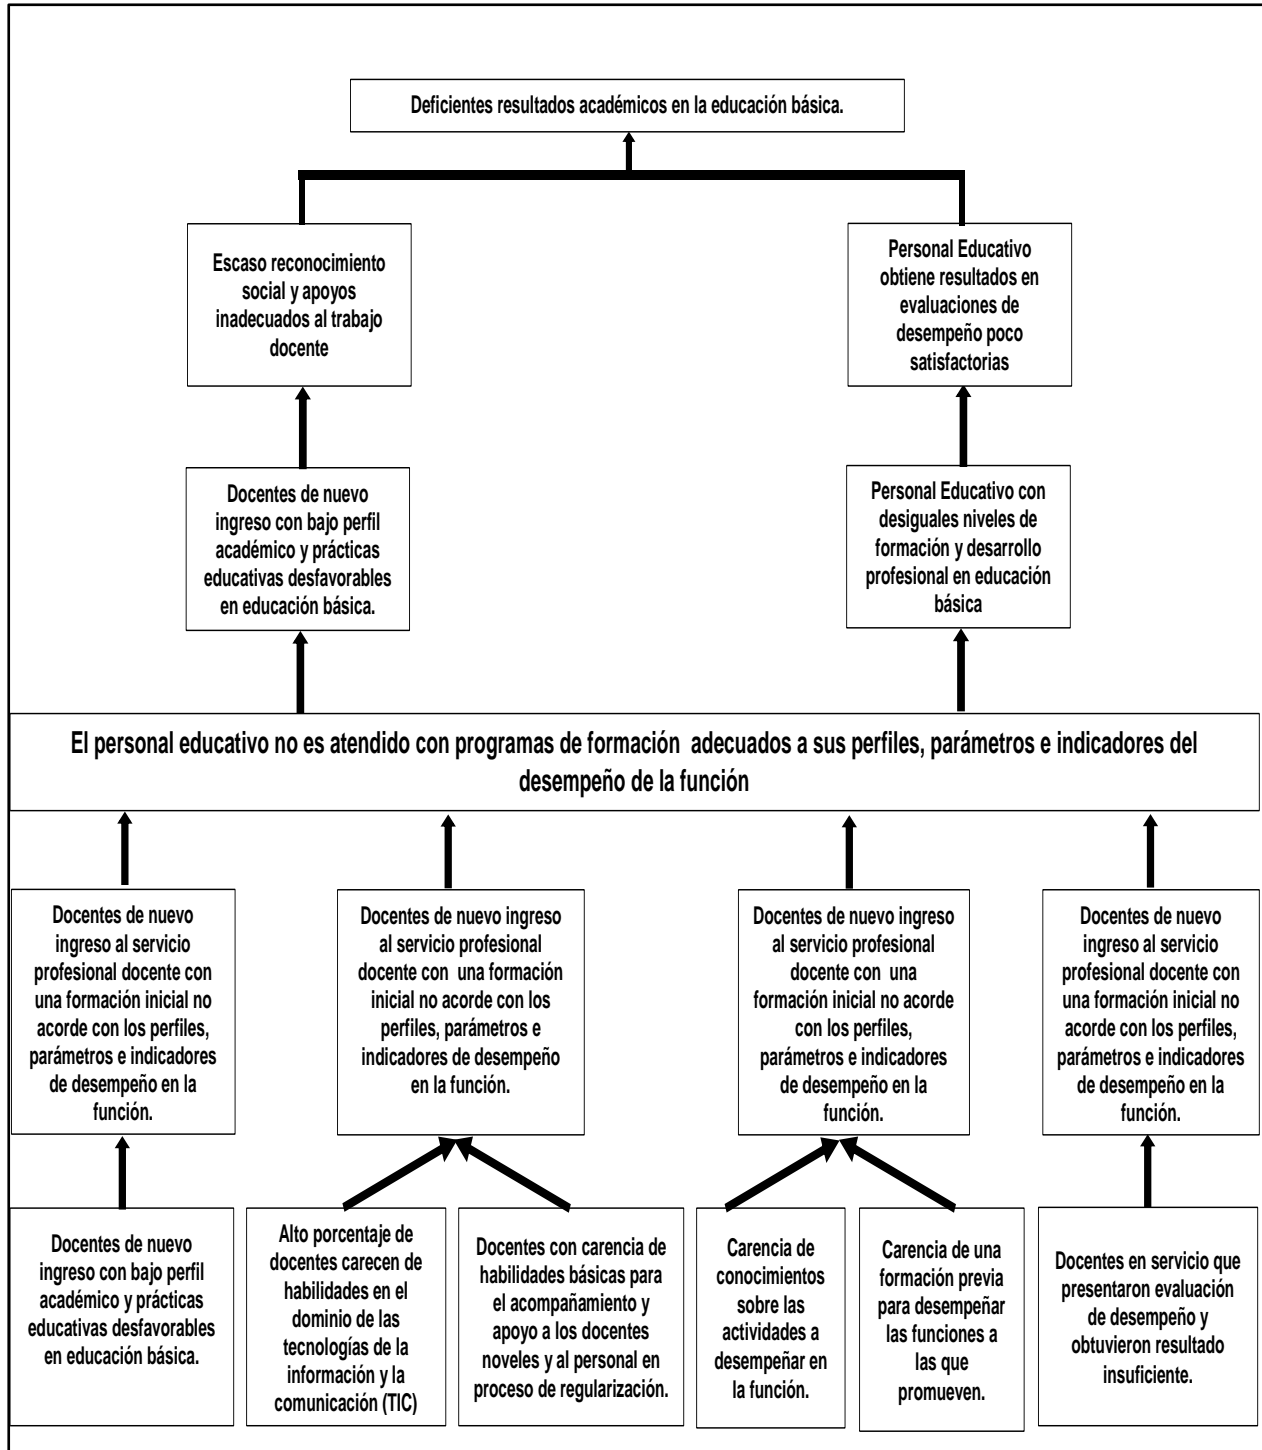 Deficientes resultados académicos en la educación básica.
Escaso reconocimiento
social y apoyos
inadecuados al trabajo
docente
Personal Educativo
obtiene resultados en
evaluaciones de
desempeño poco
satisfactorias
Docentes de nuevo
ingreso con bajo perfil
académico y prácticas
educativas desfavorables
en educación básica.
Personal Educativo con
desiguales niveles de
formación y desarrollo
profesional en educación
básica
El personal educativo no es atendido con programas de formación  adecuados a sus perfiles, parámetros e indicadores del
desempeño de la función
Docentes de nuevo
ingreso al servicio
profesional docente con
una formación inicial no
acorde con los perfiles,
parámetros e indicadores
de desempeño en la
función.
Docentes de nuevo ingreso
al servicio profesional
docente con  una formación
inicial no acorde con los
perfiles, parámetros e
indicadores de desempeño
en la función.
Docentes de nuevo ingreso
al servicio profesional
docente con  una
formación inicial no acorde
con los perfiles,
parámetros e indicadores
de desempeño en la
función.
Docentes de nuevo
ingreso al servicio
profesional docente con
una formación inicial no
acorde con los perfiles,
parámetros e indicadores
de desempeño en la
función.
Docentes de nuevo
ingreso con bajo perfil
académico y prácticas
educativas desfavorables
en educación básica.
Alto porcentaje de
docentes carecen de
habilidades en el
dominio de las
tecnologías de la
información y la
comunicación (TIC)
Docentes con carencia de
habilidades básicas para
el acompañamiento y
apoyo a los docentes
noveles y al personal en
proceso de regularización.
Carencia de
conocimientos
sobre las
actividades a
desempeñar en
la función.
Carencia de una
formación previa
para desempeñar
las funciones a
las que
promueven.
Docentes en servicio que
presentaron evaluación
de desempeño y
obtuvieron resultado
insuficiente.